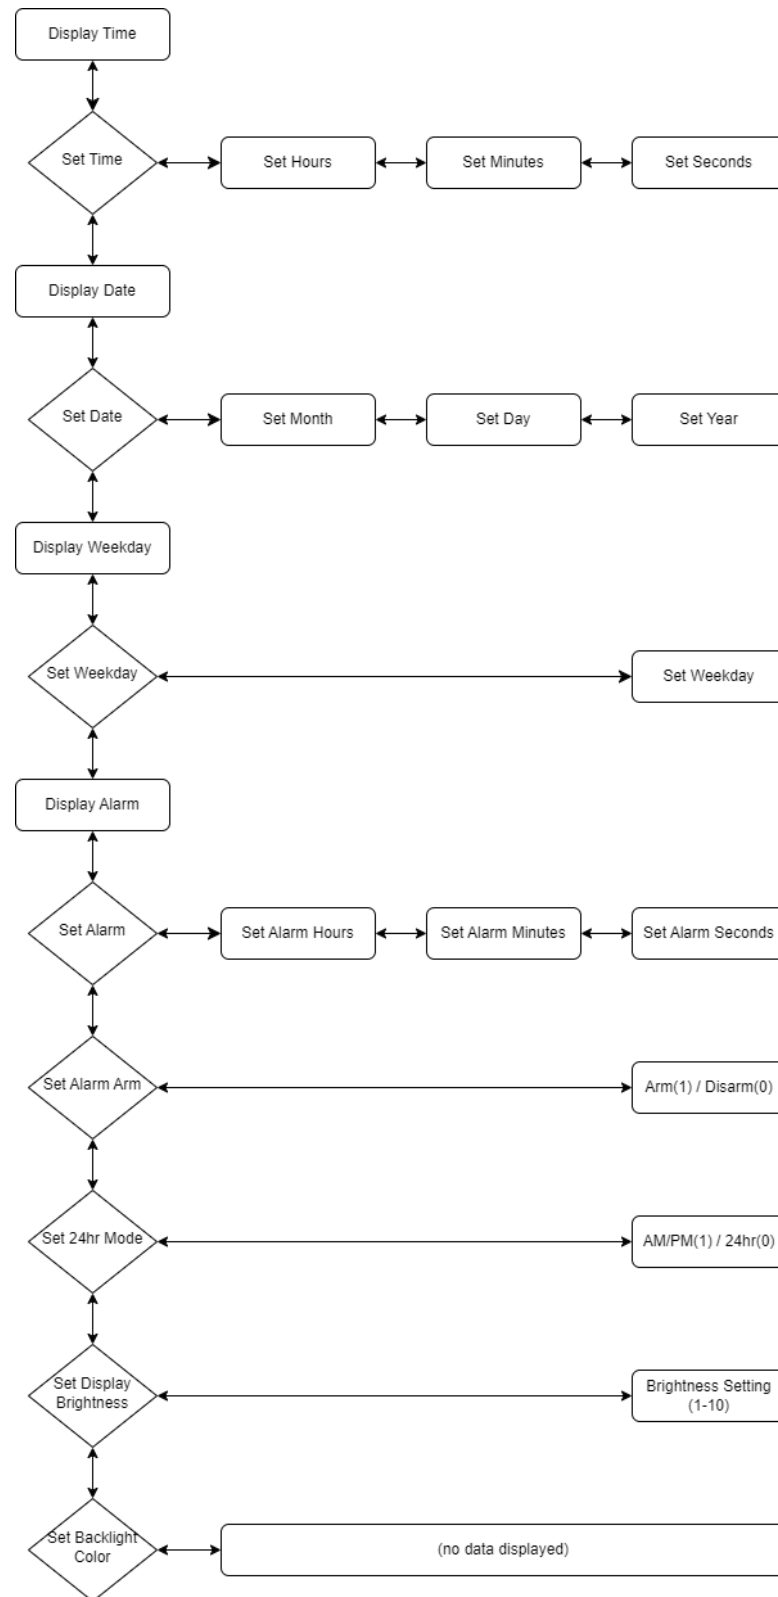 Display Time
Set Time
Set Hours
Set Minutes
Set Seconds
Display Date
Set Date
Set Month
Set Day
Set Year
Display Weekday
Set Weekday
Set Weekday
Display Alarm
Set Alarm
Set Alarm Hours
Set Alarm Minutes
Set Alarm Seconds
Set Alarm Arm
Arm(1) / Disarm(0)
Set 24hr Mode
AM/PM(1) / 24hr(0)
Set Display
Brightness
Brightness Setting
(1-10)
Set Backlight
Color
(no data displayed)